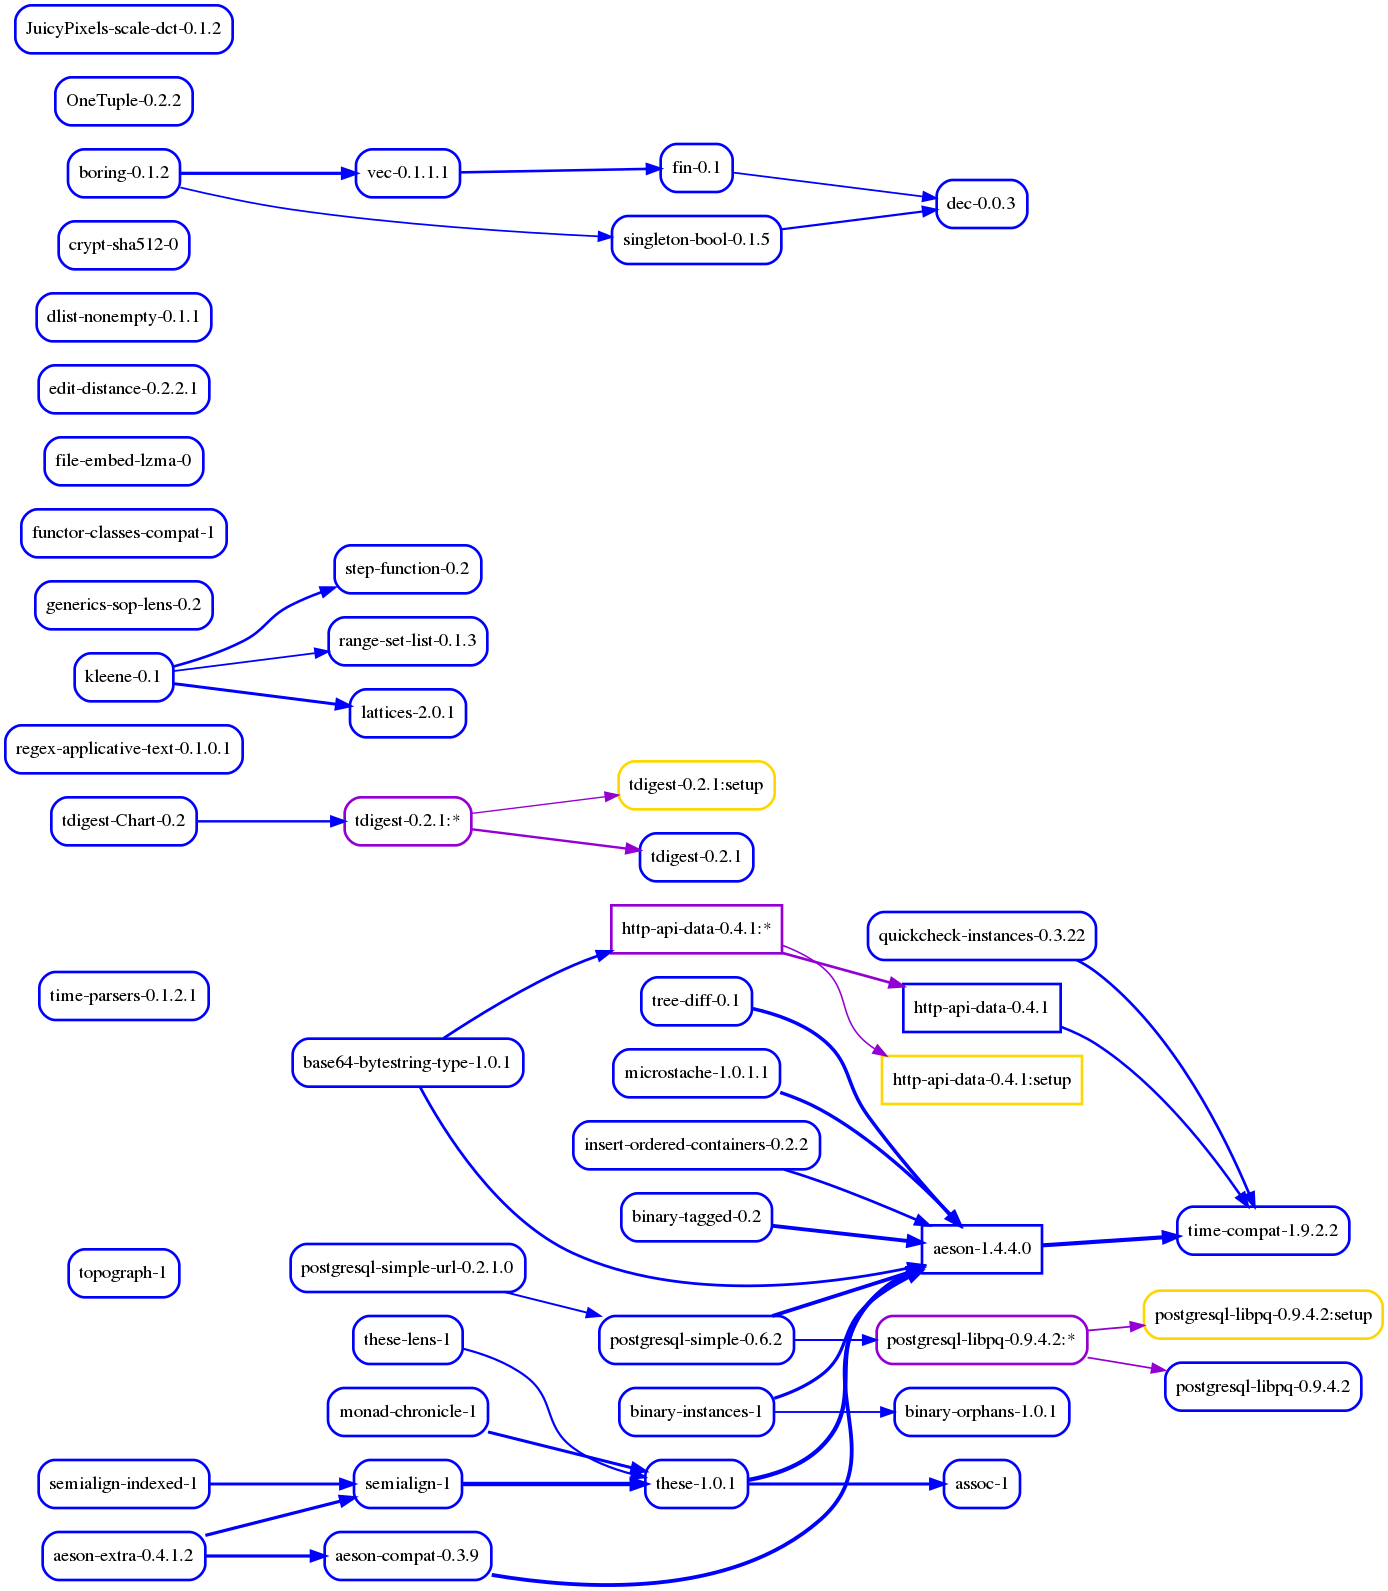 JuicyPixels-scale-dct-0.1.2
OneTuple-0.2.2
boring-0.1.2
vec-0.1.1.1
fin-0.1
dec-0.0.3
crypt-sha512-0
singleton-bool-0.1.5
dlist-nonempty-0.1.1
edit-distance-0.2.2.1
file-embed-lzma-0
functor-classes-compat-1
step-function-0.2
generics-sop-lens-0.2
range-set-list-0.1.3
kleene-0.1
lattices-2.0.1
regex-applicative-text-0.1.0.1
tdigest-0.2.1:setup
tdigest-Chart-0.2
tdigest-0.2.1:*
tdigest-0.2.1
http-api-data-0.4.1:*
quickcheck-instances-0.3.22
time-parsers-0.1.2.1
tree-diff-0.1
http-api-data-0.4.1
base64-bytestring-type-1.0.1
microstache-1.0.1.1
http-api-data-0.4.1:setup
insert-ordered-containers-0.2.2
binary-tagged-0.2
time-compat-1.9.2.2
aeson-1.4.4.0
topograph-1
postgresql-simple-url-0.2.1.0
postgresql-libpq-0.9.4.2:setup
these-lens-1
postgresql-simple-0.6.2
postgresql-libpq-0.9.4.2:*
postgresql-libpq-0.9.4.2
monad-chronicle-1
binary-instances-1
binary-orphans-1.0.1
semialign-indexed-1
semialign-1
these-1.0.1
assoc-1
aeson-extra-0.4.1.2
aeson-compat-0.3.9